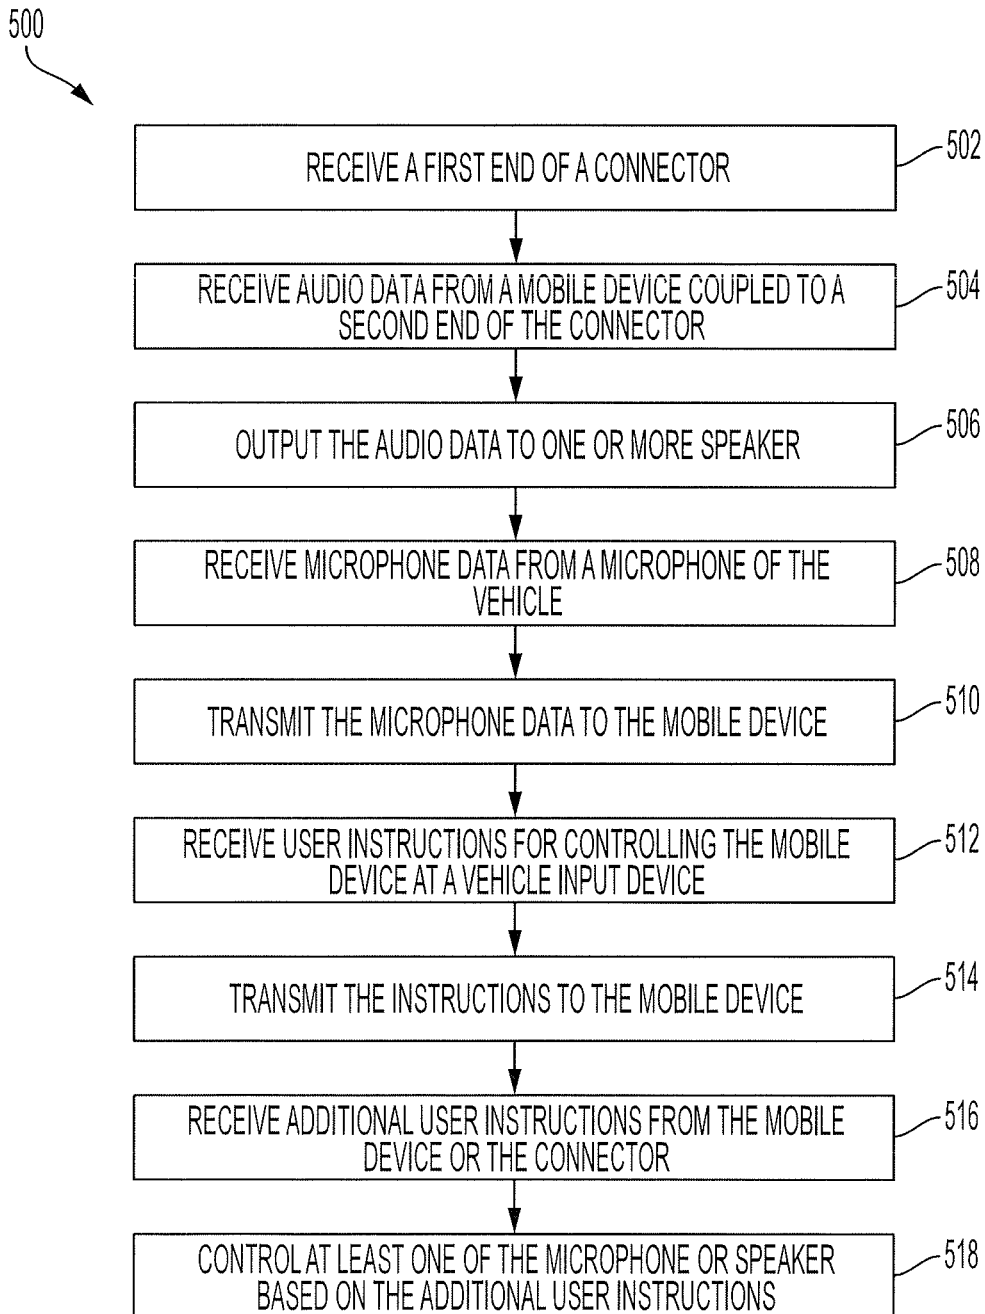 500
RECEIVE A FIRST END OF A CONNECTOR
502
RECEIVE AUDIO DATA FROM A MOBILE DEVICE COUPLED TO A
SECOND END OF THE CONNECTOR
504
OUTPUT THE AUDIO DATA TO ONE OR MORE SPEAKER
506
RECEIVE MICROPHONE DATA FROM A MICROPHONE OF THE
VEHICLE
508
TRANSMIT THE MICROPHONE DATA TO THE MOBILE DEVICE
510
RECEIVE USER INSTRUCTIONS FOR CONTROLLING THE MOBILE
DEVICE AT A VEHICLE INPUT DEVICE
512
TRANSMIT THE INSTRUCTIONS TO THE MOBILE DEVICE
514
RECEIVE ADDITIONAL USER INSTRUCTIONS FROM THE MOBILE
DEVICE OR THE CONNECTOR
516
CONTROL AT LEAST ONE OF THE MICROPHONE OR SPEAKER
BASED ON THE ADDITIONAL USER INSTRUCTIONS
518